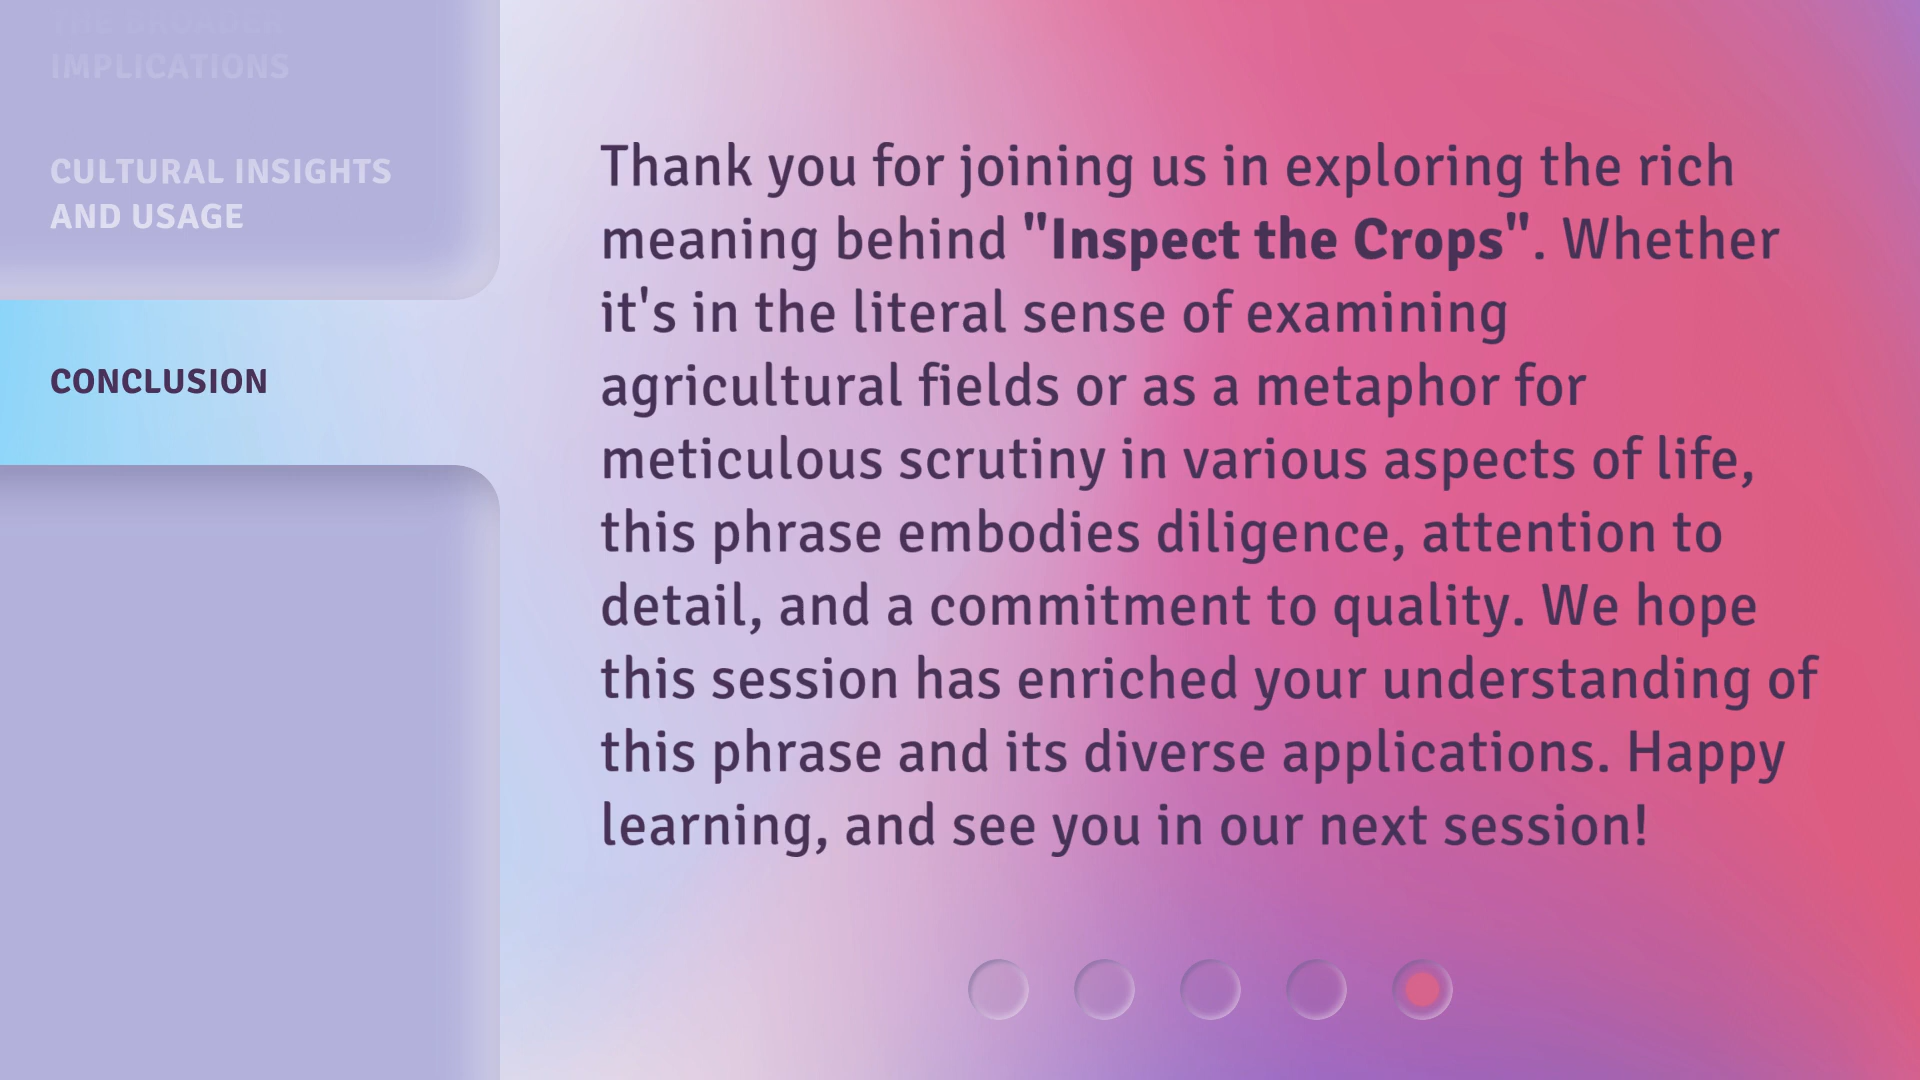 THE BROADER
IMPLICATIONS
CULTURAL INSIGHTS
AND USAGE
CONCLUSION
Thank you for joining us in exploring the rich
meaning behind "Inspect the Crops". Whether
it's in the literal sense of examining
agricultural fields or as a metaphor for
meticulous scrutiny in various aspects of life,
this phrase embodies diligence, attention to
detail, and a commitment to quality. We hope
this session has enriched your understanding of
this phrase and its diverse applications. Happy
learning, and see you in our next session!